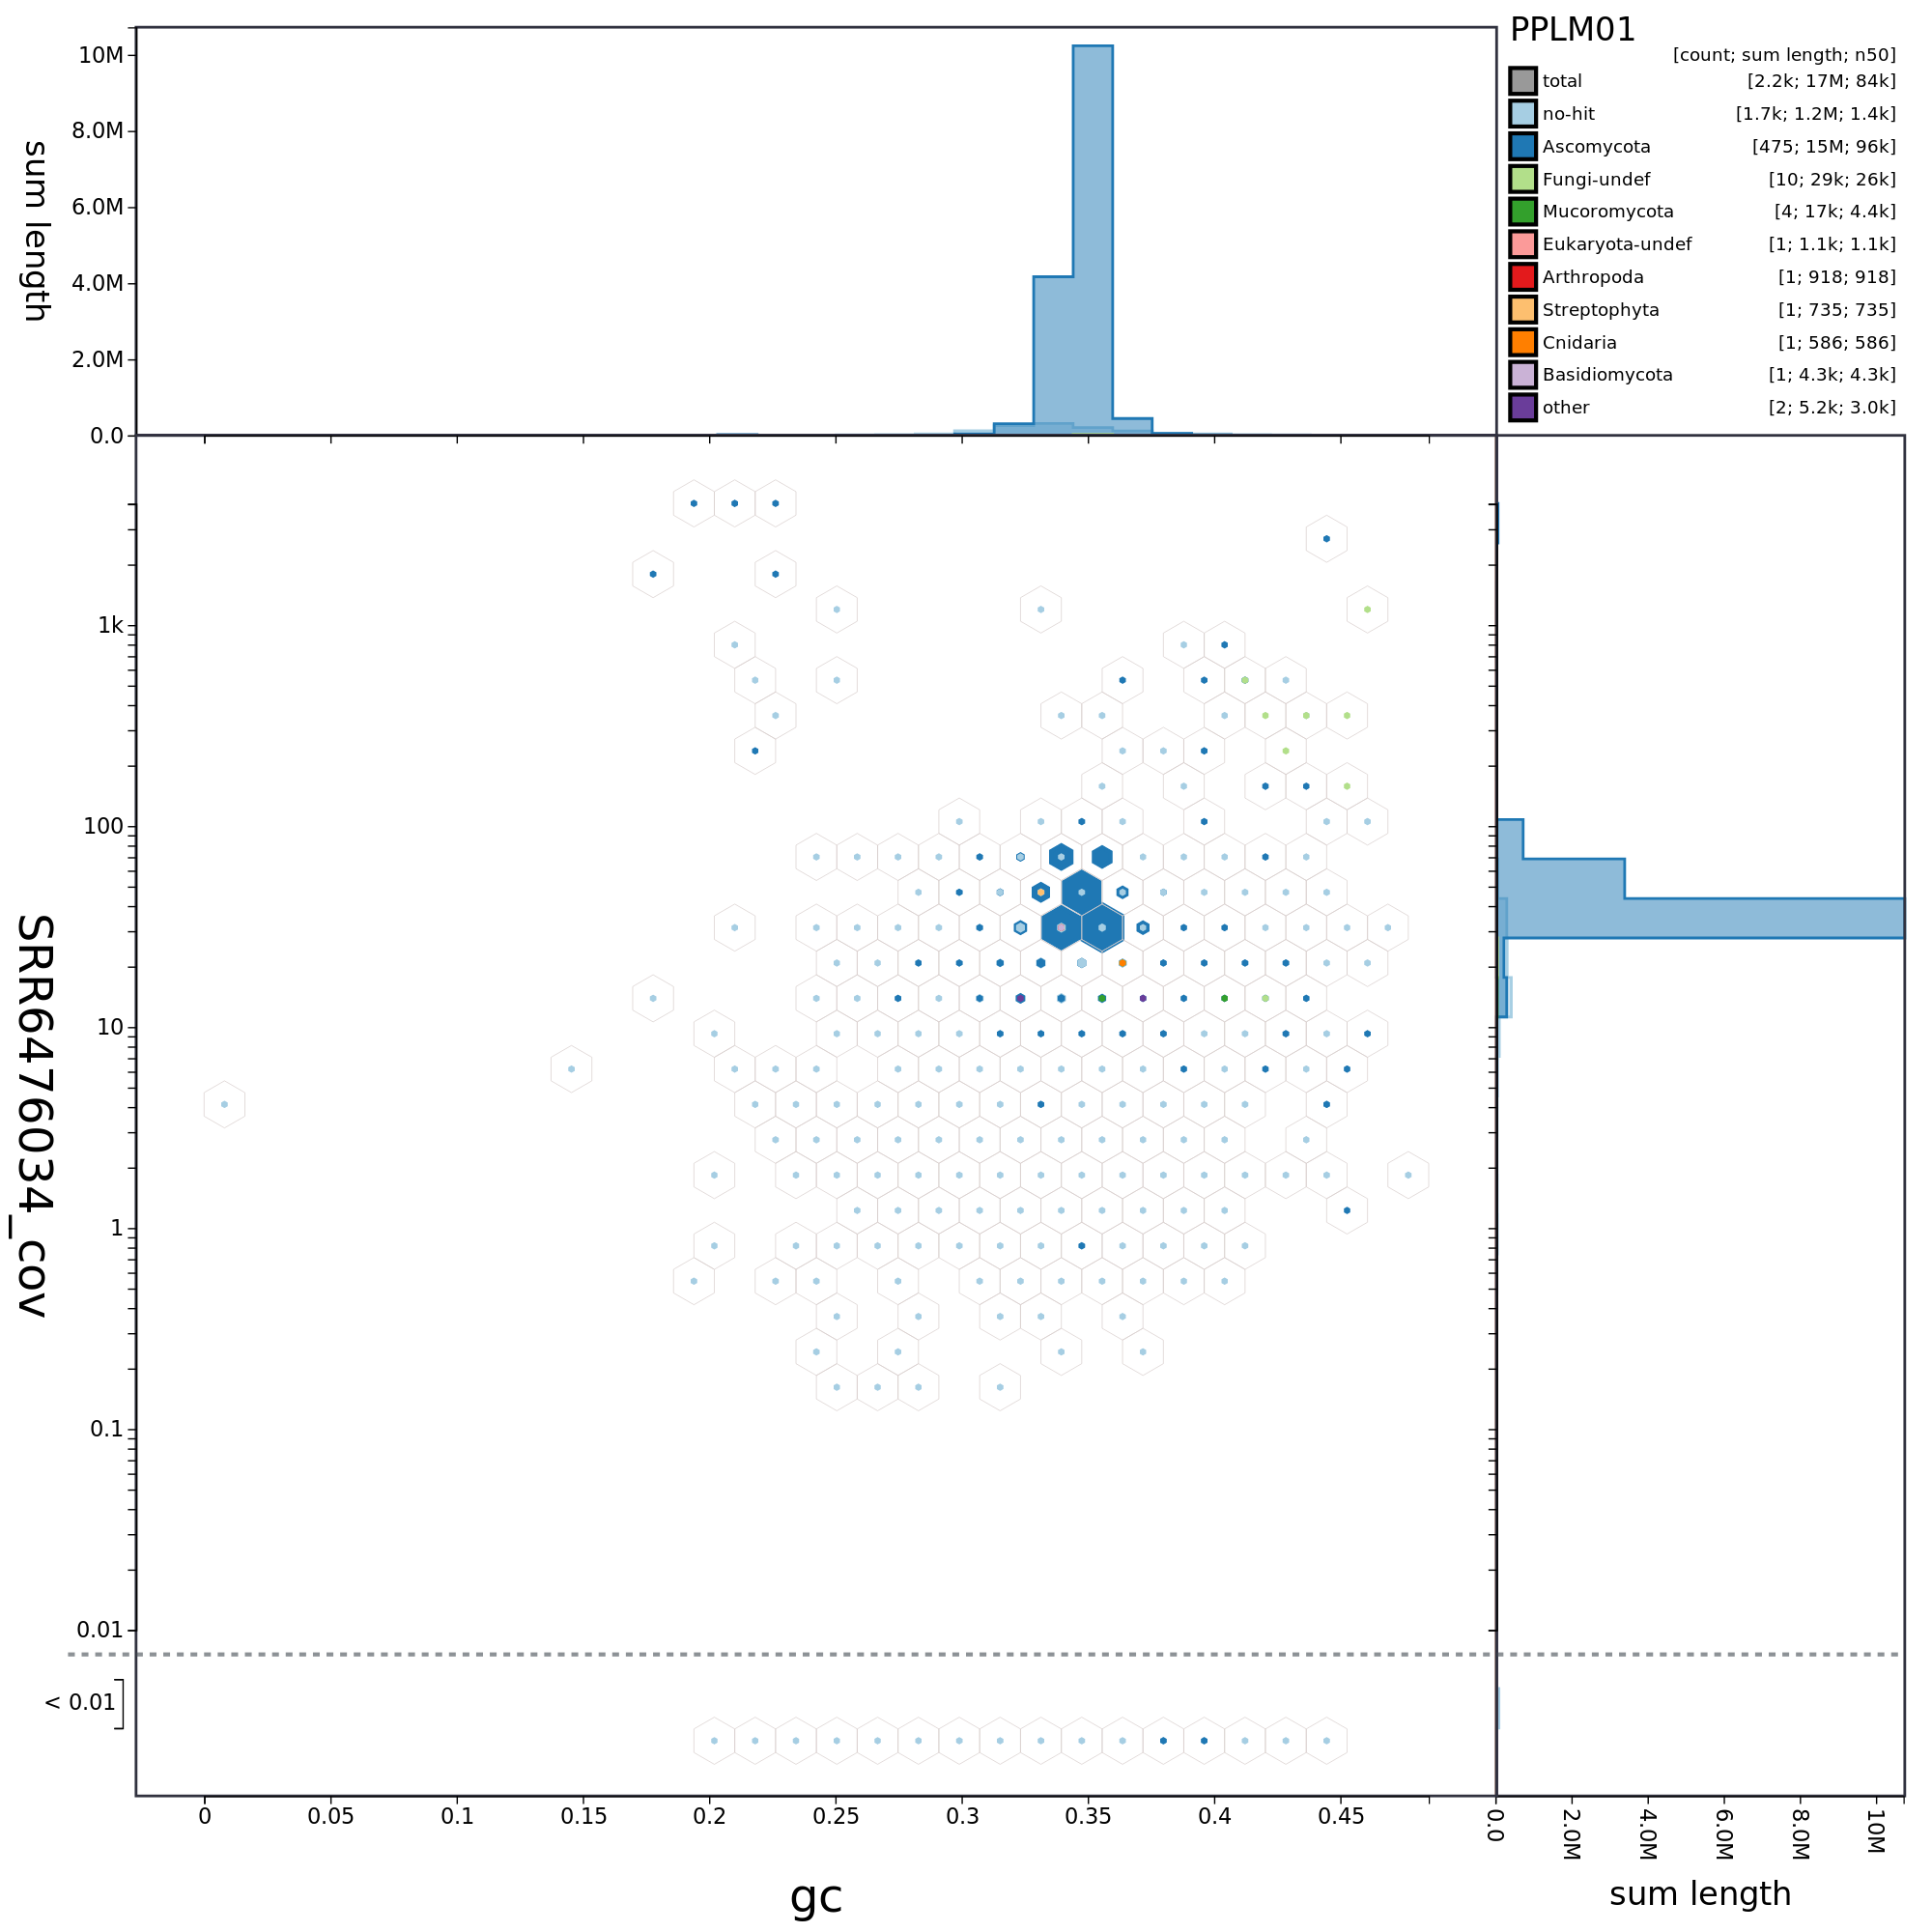 PPLM01
[count; sum length; n50]
total [2.2k; 17M; 84k]
no-hit [1.7k; 1.2M; 1.4k]
Ascomycota [475; 15M; 96k]
Fungi-undef [10; 29k; 26k]
Mucoromycota [4; 17k; 4.4k]
Eukaryota-undef [1; 1.1k; 1.1k]
Arthropoda [1; 918; 918]
Streptophyta [1; 735; 735]
Cnidaria [1; 586; 586]
Basidiomycota [1; 4.3k; 4.3k]
other [2; 5.2k; 3.0k]
sum length
10M
8.0M
6.0M
4.0M
2.0M
0.0
SRR6476034_cov
1k
100
10
1
0.1
0.01
< 0.01
0 0.05 0.1 0.15 0.2 0.25 0.3 0.35 0.4 0.45
gc
0.0 2.0M 4.0M 6.0M 8.0M 10M
sum length